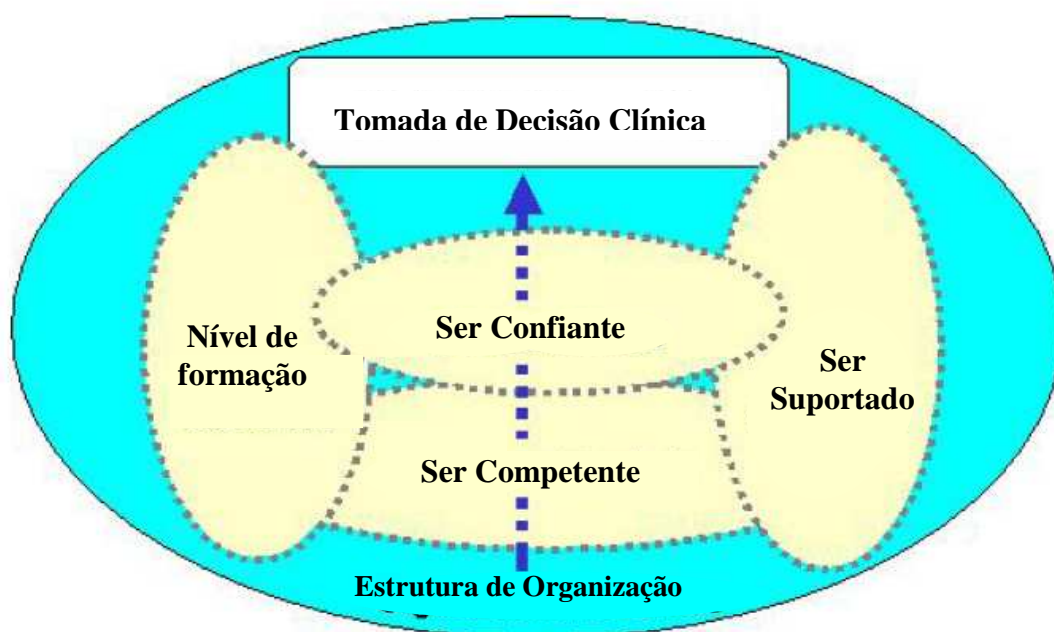 Tomada de Decisão Clínica
Ser Confiante
Nível de
formação
Ser
Suportado
Ser Competente
Estrutura de Organização